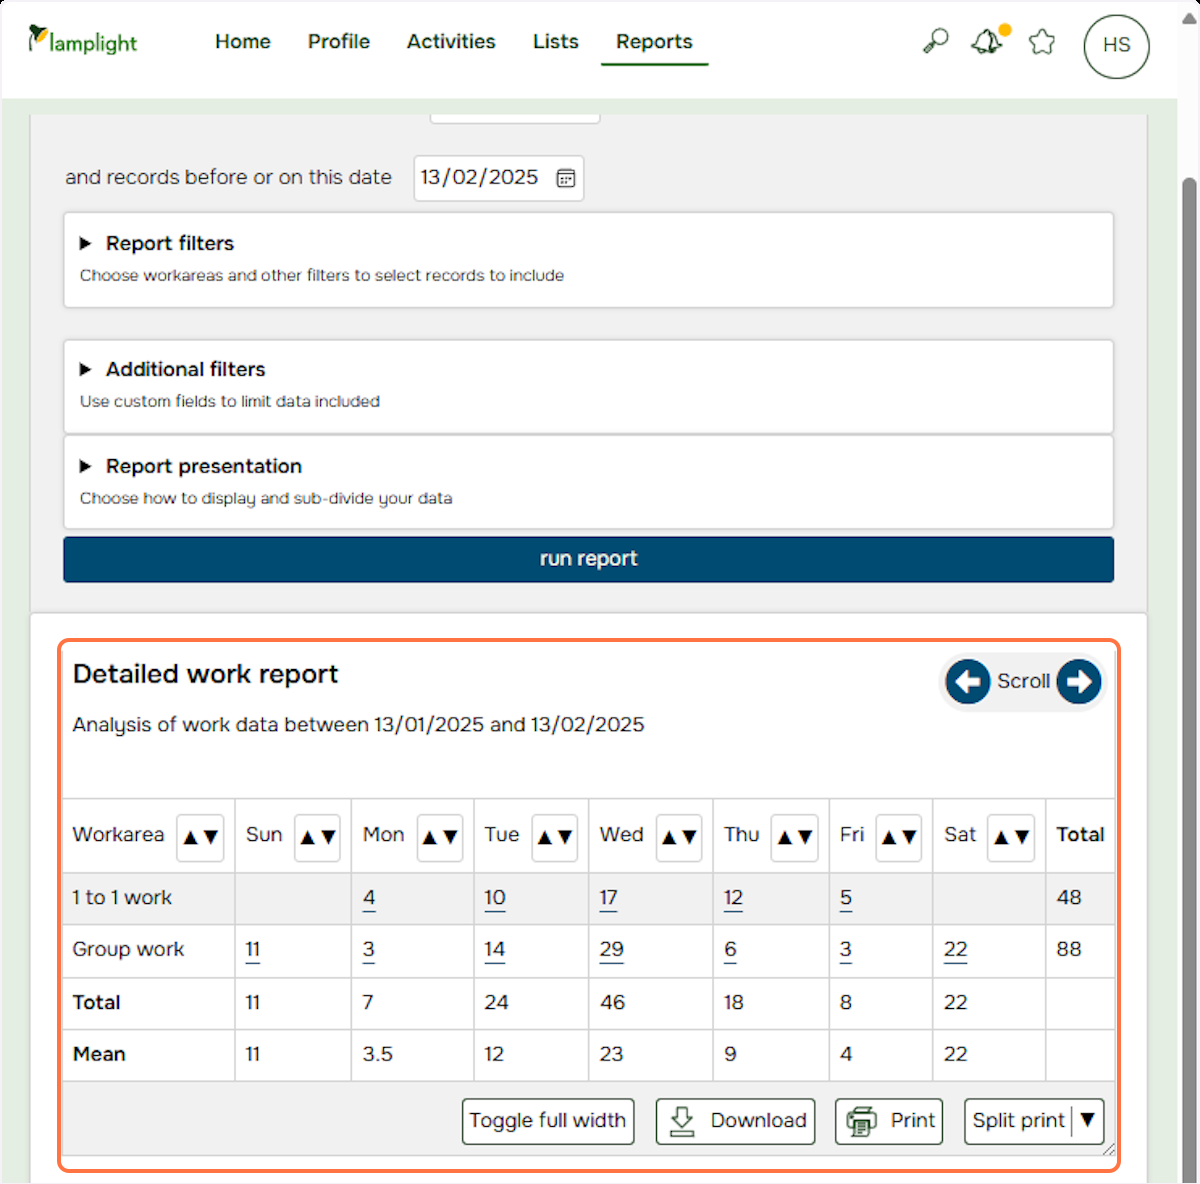 lamplight Home Profile Activities Lists Reports HS
and records before or on this date 13/02/2025
Report filters
Choose workareas and other filters to select records to include
Additional filters
Use custom fields to limit data included
Report presentation
Choose how to display and sub-divide your data
run report
Detailed work report
Scroll
Analysis of work data between 13/01/2025 and 13/02/2025
Workarea Sun Mon Tue Wed Thu Fri Sat Total
1 to 1 work 4 10 17 12 5 48
Group work 11 3 14 29 6 3 22 88
Total 11 7 24 46 18 8 22
Mean 11 3.5 12 23 9 4 22
Toggle full width Download Print Split print